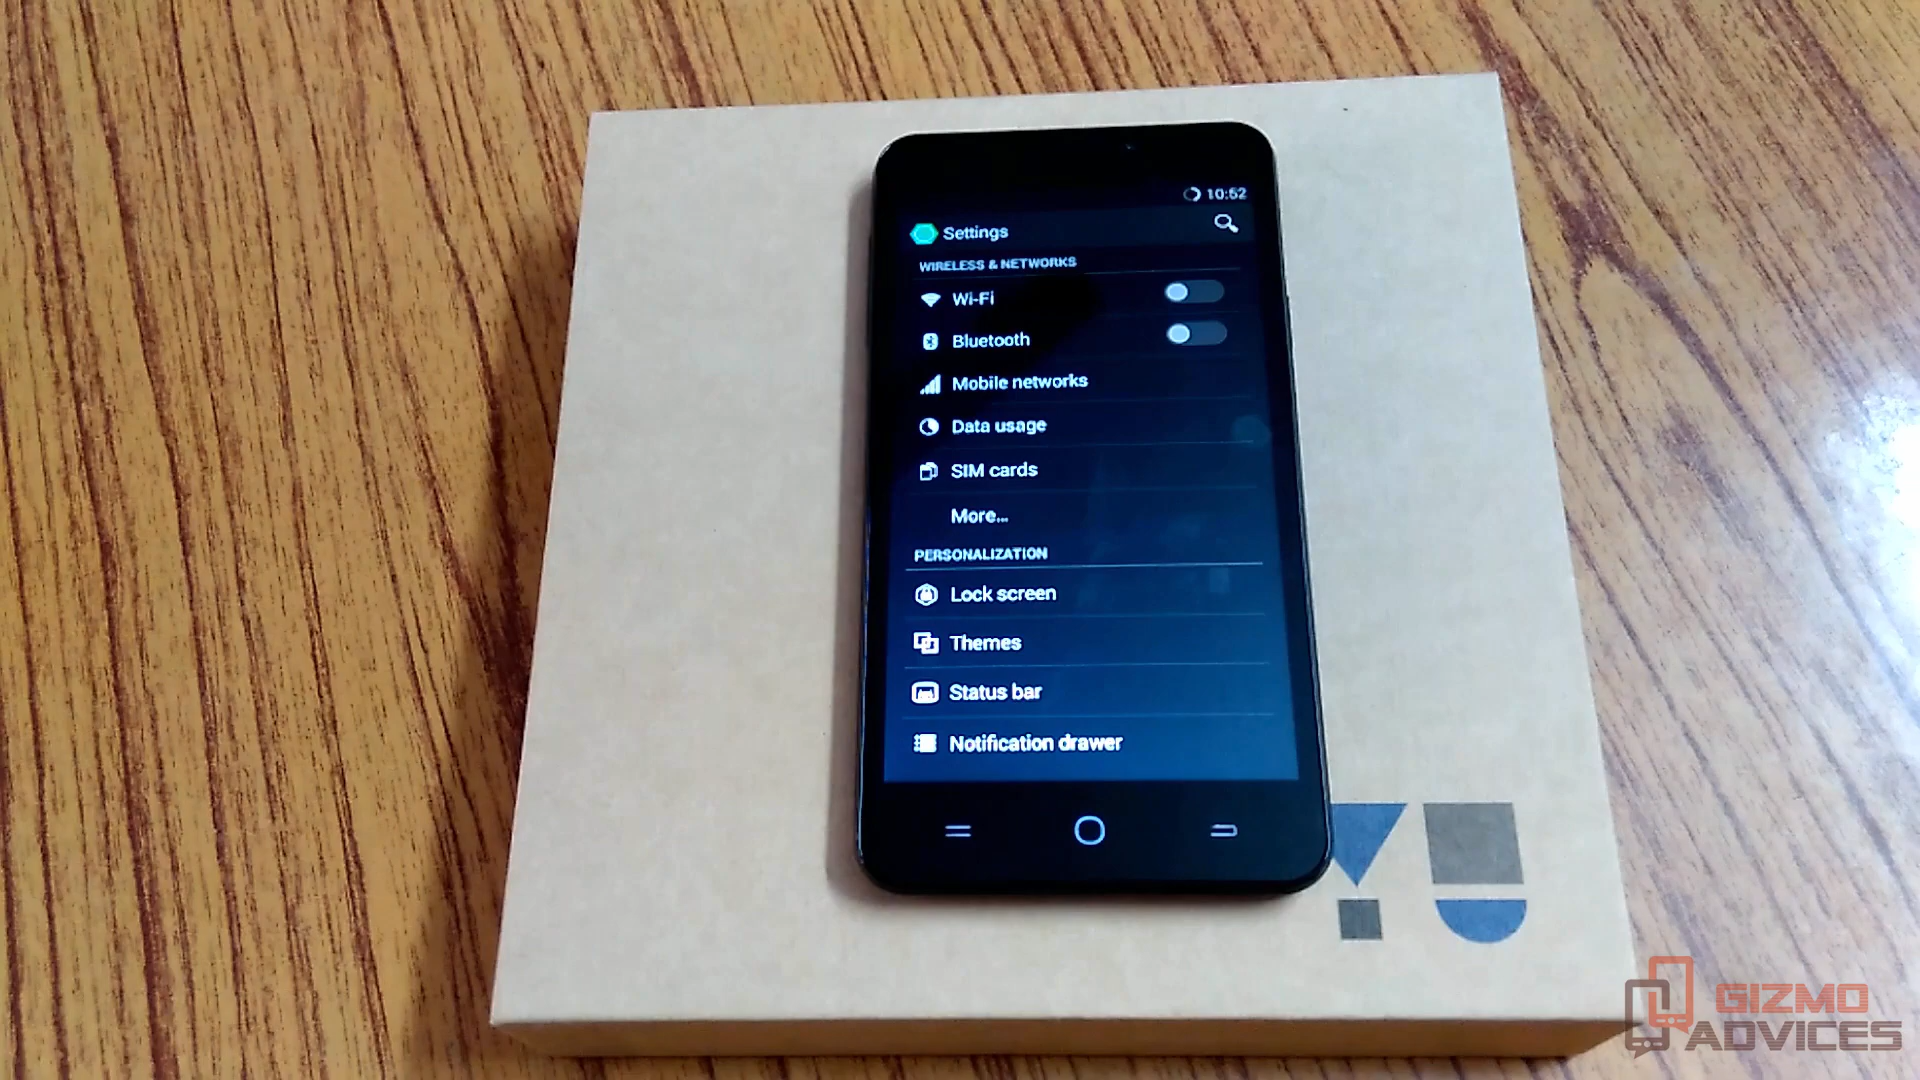 10:52
Settings
WIRELESS & NETWORKS
Wi-Fi
Bluetooth
Mobile networks
Data usage
SIM cards
More...
PERSONALIZATION
Lock screen
Themes
Status bar
Notification drawer
YU
GIZMO
ADVICES